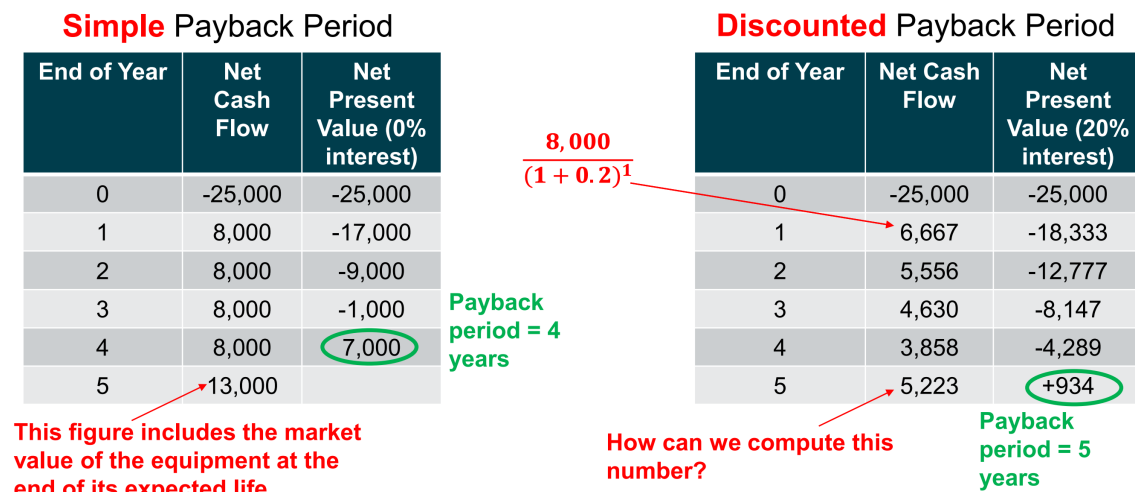 Simple Payback Period
End of Year Net Cash Flow Net Present Value (0% interest)
0 -25,000 -25,000
1 8,000 -17,000
2 8,000 -9,000
3 8,000 -1,000
4 8,000 7,000
5 13,000
Payback
period = 4
years
This figure includes the market
value of the equipment at the
end of its expected life
8,000
(1 + 0.2)¹
Discounted Payback Period
End of Year Net Cash Flow Net Present Value (20% interest)
0 -25,000 -25,000
1 6,667 -18,333
2 5,556 -12,777
3 4,630 -8,147
4 3,858 -4,289
5 5,223 +934
How can we compute this
number?
Payback
period = 5
years